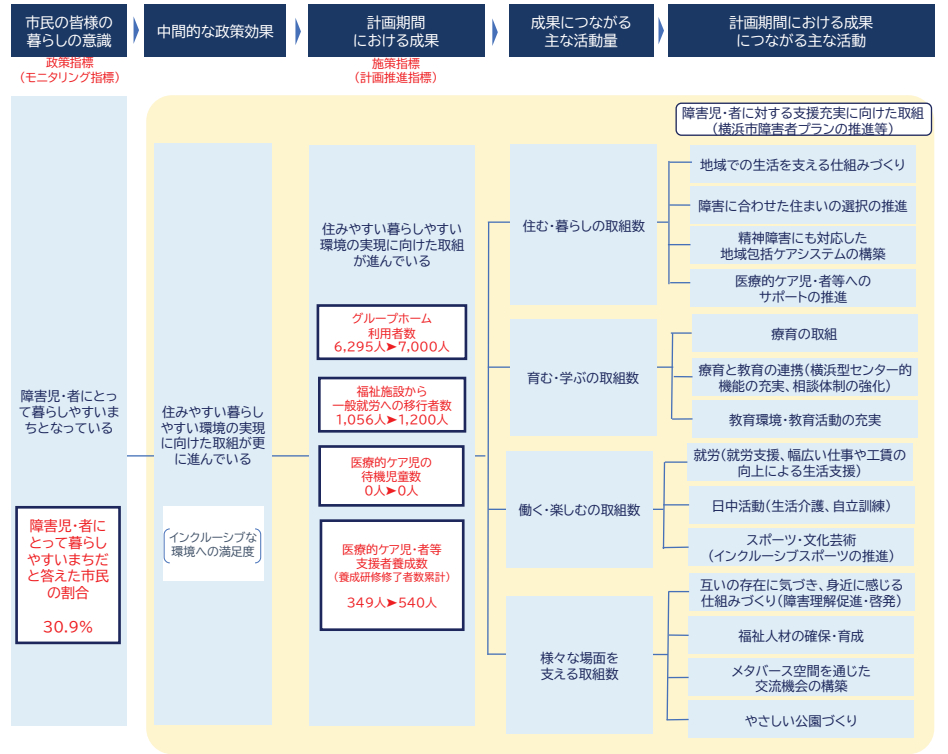 市民の皆様の
暮らしの意識
中間的な政策効果
計画期間
における成果
成果につながる
主な活動量
計画期間における成果
につながる主な活動
政策指標
（モニタリング指標）
施策指標
（計画推進指標）
障害児・者にとっ
て暮らしやすいま
ちとなっている
障害児・者に
とって暮らし
やすいまちだ
と答えた市民
の割合
30.9%
住みやすい暮らし
やすい環境の実現
に向けた取組が更
に進んでいる
インクルーシブな
環境への満足度
住みやすい暮らしやすい
環境の実現に向けた取組
が進んでいる
グループホーム
利用者数
6,295人➤7,000人
福祉施設から
一般就労への移行者数
1,056人➤1,200人
医療的ケア児の
待機児童数
0人➤0人
医療的ケア児・者等
支援者養成数
（養成研修修了者数累計）
349人➤540人
住む・暮らしの取組数
育む・学ぶの取組数
働く・楽しむの取組数
様々な場面を
支える取組数
障害児・者に対する支援充実に向けた取組
（横浜市障害者プランの推進等）
地域での生活を支える仕組みづくり
障害に合わせた住まいの選択の推進
精神障害にも対応した
地域包括ケアシステムの構築
医療的ケア児・者等への
サポートの推進
療育の取組
療育と教育の連携（横浜型センター的
機能の充実、相談体制の強化）
教育環境・教育活動の充実
就労（就労支援、幅広い仕事や工賃の
向上による生活支援）
日中活動（生活介護、自立訓練）
スポーツ・文化芸術
（インクルーシブスポーツの推進）
互いの存在に気づき、身近に感じる
仕組みづくり（障害理解促進・啓発）
福祉人材の確保・育成
メタバース空間を通じた
交流機会の構築
やさしい公園づくり